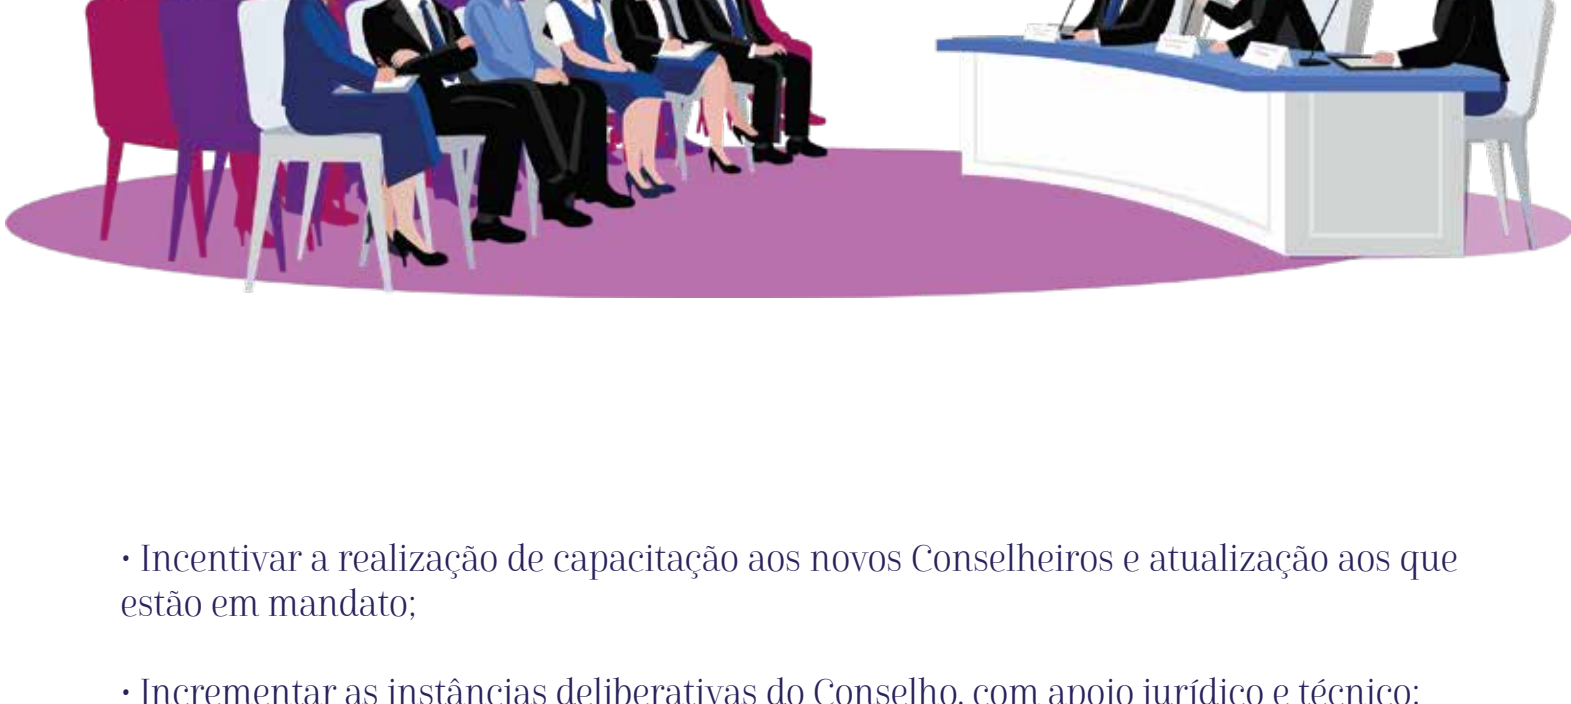 • Incentivar a realização de capacitação aos novos Conselheiros e atualização aos que
estão em mandato;
• Incrementar as instâncias deliberativas do Conselho, com apoio jurídico e técnico;